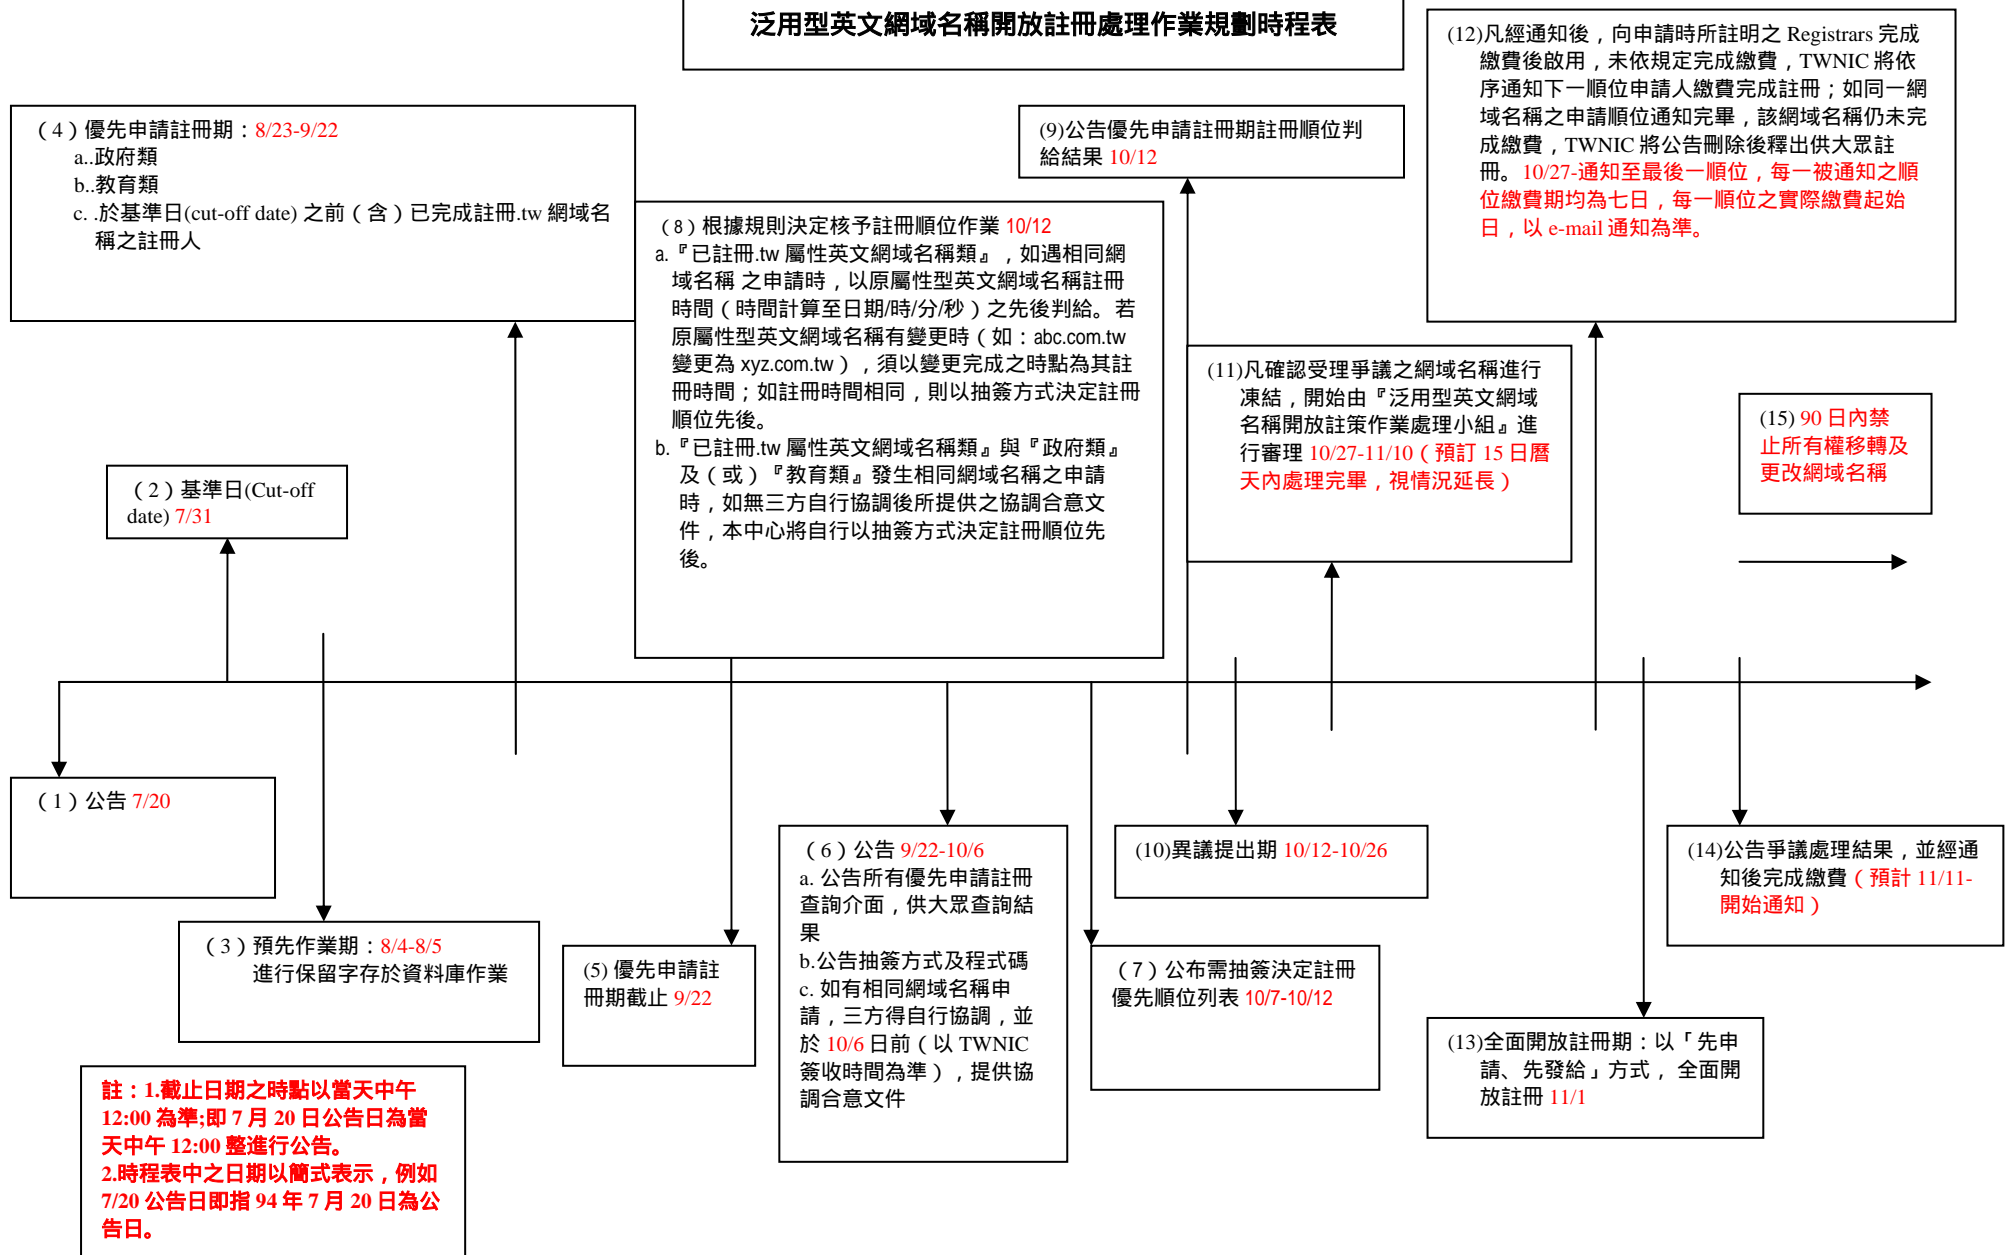 泛用型英文網域名稱開放註冊處理作業規劃時程表
(12)凡經通知後，向申請時所註明之 Registrars 完成
繳費後啟用，未依規定完成繳費，TWNIC 將依
序通知下一順位申請人繳費完成註冊；如同一網
域名稱之申請順位通知完畢，該網域名稱仍未完
成繳費，TWNIC 將公告刪除後釋出供大眾註
冊。10/27-通知至最後一順位，每一被通知之順
位繳費期均為七日，每一順位之實際繳費起始
日，以 e-mail 通知為準。
（4）優先申請註冊期：8/23-9/22
a..政府類
b..教育類
c. .於基準日(cut-off date) 之前（含）已完成註冊.tw 網域名
稱之註冊人
(9)公告優先申請註冊期註冊順位判
給結果 10/12
（8）根據規則決定核予註冊順位作業 10/12
a.『已註冊.tw 屬性英文網域名稱類』，如遇相同網
域名稱 之申請時，以原屬性型英文網域名稱註冊
時間（時間計算至日期/時/分/秒）之先後判給。若
原屬性型英文網域名稱有變更時（如：abc.com.tw
變更為 xyz.com.tw），須以變更完成之時點為其註
冊時間；如註冊時間相同，則以抽簽方式決定註冊
順位先後。
b.『已註冊.tw 屬性英文網域名稱類』與『政府類』
及（或）『教育類』發生相同網域名稱之申請
時，如無三方自行協調後所提供之協調合意文
件，本中心將自行以抽簽方式決定註冊順位先
後。
(11)凡確認受理爭議之網域名稱進行
凍結，開始由『泛用型英文網域
名稱開放註策作業處理小組』進
行審理 10/27-11/10（預訂 15 日曆
天內處理完畢，視情況延長）
(15) 90 日內禁
止所有權移轉及
更改網域名稱
（2）基準日(Cut-off
date) 7/31
（1）公告 7/20
（3）預先作業期：8/4-8/5
進行保留字存於資料庫作業
(5) 優先申請註
冊期截止 9/22
（6）公告 9/22-10/6
a. 公告所有優先申請註冊
查詢介面，供大眾查詢結
果
b.公告抽簽方式及程式碼
c. 如有相同網域名稱申
請，三方得自行協調，並
於 10/6 日前（以 TWNIC
簽收時間為準），提供協
調合意文件
(10)異議提出期 10/12-10/26
（7）公布需抽簽決定註冊
優先順位列表 10/7-10/12
(14)公告爭議處理結果，並經通
知後完成繳費（預計 11/11-
開始通知）
(13)全面開放註冊期：以「先申
請、先發給」方式， 全面開
放註冊 11/1
註：1.截止日期之時點以當天中午
12:00 為準;即 7 月 20 日公告日為當
天中午 12:00 整進行公告。
2.時程表中之日期以簡式表示，例如
7/20 公告日即指 94 年 7 月 20 日為公
告日。